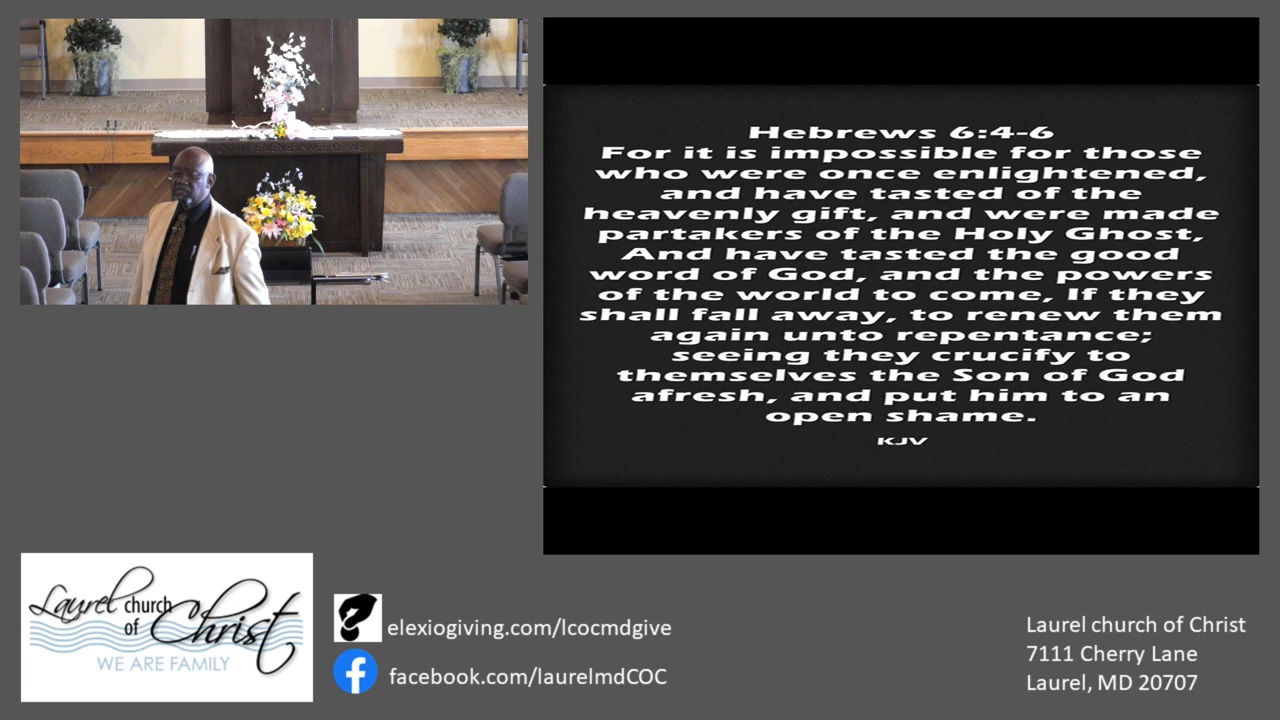 Hebrews 6:4-6
For it is impossible for those
who were once enlightened,
and have tasted of the
heavenly gift, and were made
partakers of the Holy Ghost,
And have tasted the good
word of God, and the powers
of the world to come, If they
shall fall away, to renew them
again unto repentance;
seeing they crucify to
themselves the Son of God
afresh, and put him to an
open shame.
KJV
Laurel church
of Christ
WE ARE FAMILY
elexiogiving.com/lcocmdgive
facebook.com/laurelmdCOC
Laurel church of Christ
7111 Cherry Lane
Laurel, MD 20707